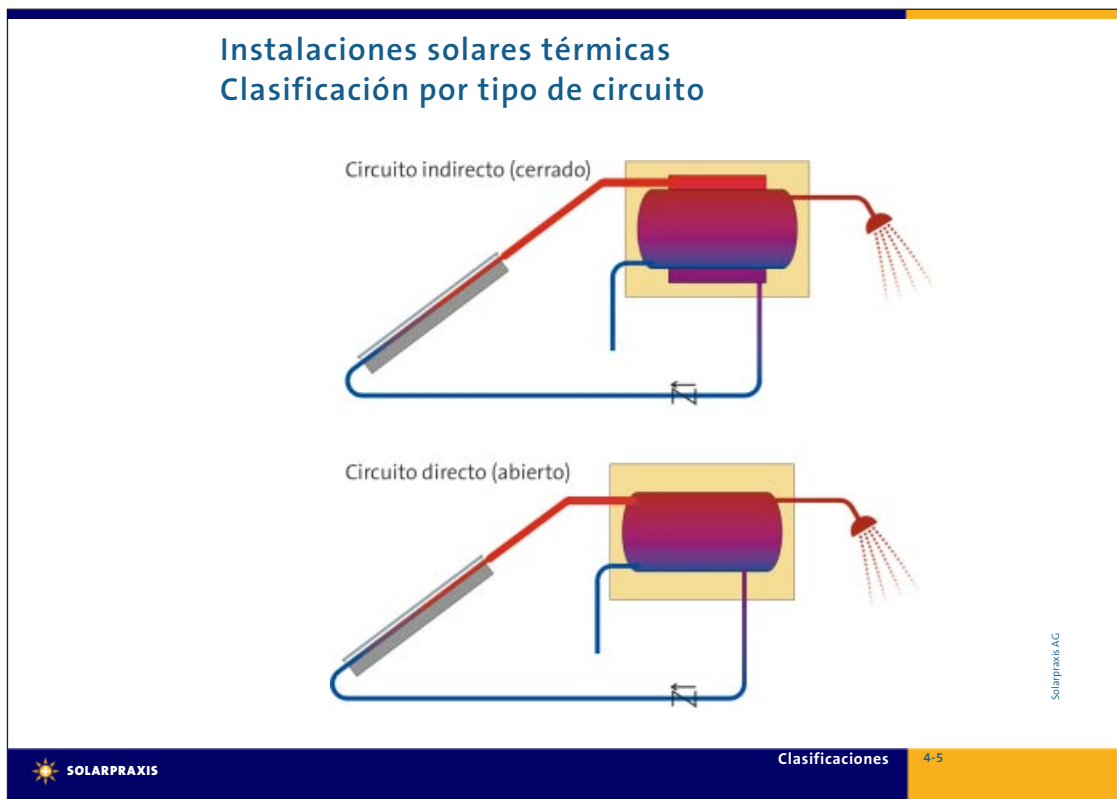 Instalaciones solares térmicas
Clasificación por tipo de circuito
Circuito indirecto (cerrado)
Circuito directo (abierto)
Solarpraxis AG
SOLARPRAXIS
Clasificaciones
4-5